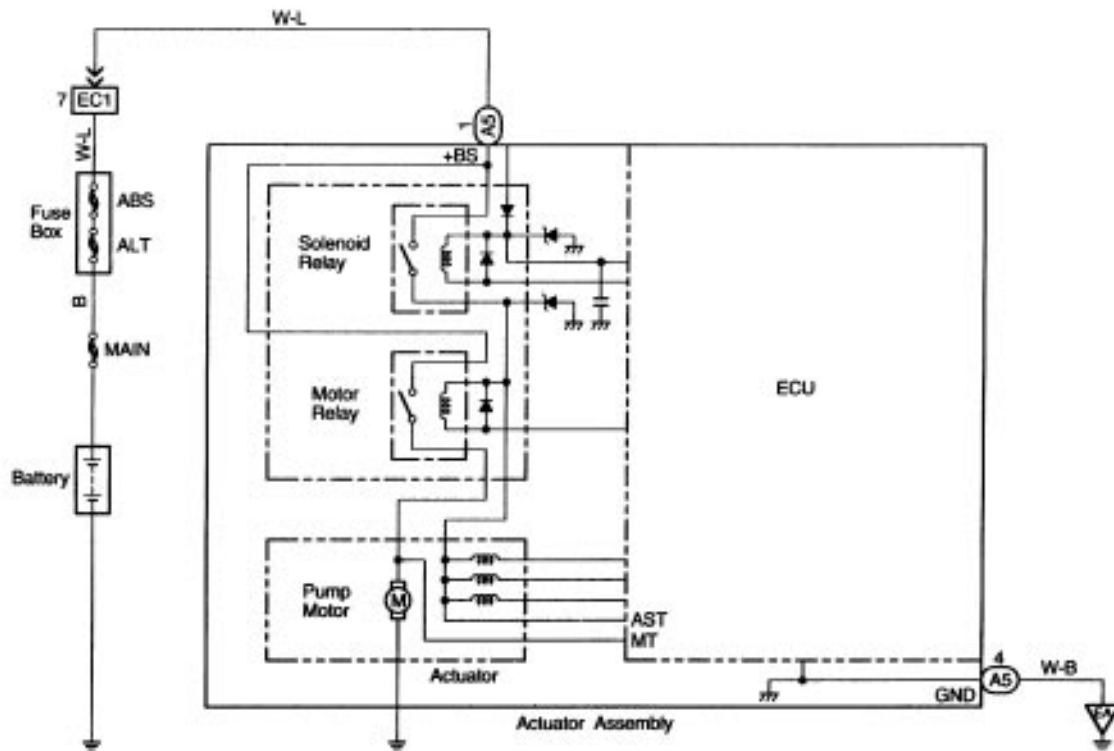 W-L
7 EC1
W-L
Fuse
Box
ABS
ALT
B
MAIN
Battery
1
A5
+BS
Solenoid
Relay
Motor
Relay
ECU
Pump
Motor
M
AST
MT
Actuator
4
A5
W-B
GND
Actuator Assembly